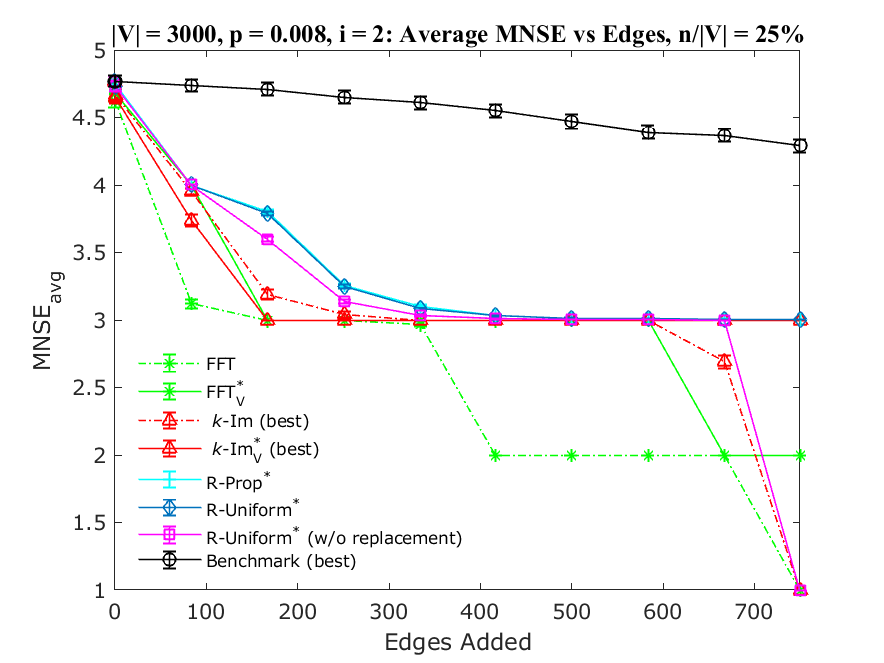 |V| = 3000, p = 0.008, i = 2: Average MNSE vs Edges, n/|V| = 25%
5
4.5
4
3.5
3
2.5
2
1.5
1
MNSE_avg
FFT
FFT*_V
k-Im (best)
k-Im*_V (best)
R-Prop*
R-Uniform*
R-Uniform* (w/o replacement)
Benchmark (best)
0 100 200 300 400 500 600 700
Edges Added